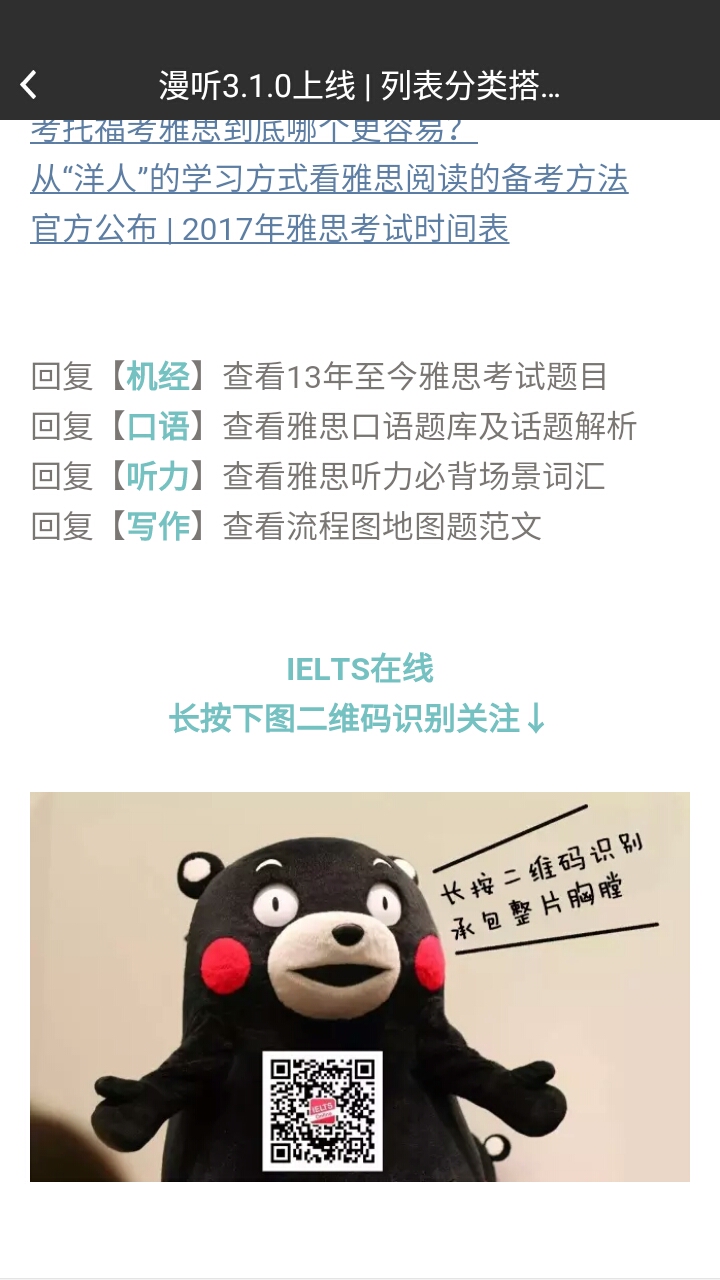 漫听3.1.0上线 | 列表分类搭...
考托福考雅思到底哪个更容易？
从“洋人”的学习方式看雅思阅读的备考方法
官方公布 | 2017年雅思考试时间表
回复【机经】查看13年至今雅思考试题目
回复【口语】查看雅思口语题库及话题解析
回复【听力】查看雅思听力必背场景词汇
回复【写作】查看流程图地图题范文
IELTS在线
长按下图二维码识别关注↓
长按二维码识别
承包整片胸膛
IELTS
Online